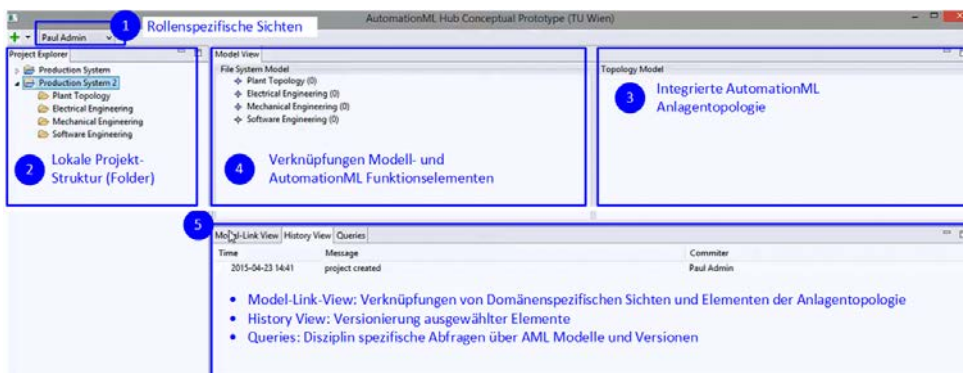 AutomationML Hub Conceptual Prototype (TU Wien)
1 Rollenspezifische Sichten
Paul Admin
Project Explorer
Production System
Production System 2
Plant Topology
Electrical Engineering
Mechanical Engineering
Software Engineering
2 Lokale Projekt-
Struktur (Folder)
Model View
File System Model
Plant Topology (0)
Electrical Engineering (0)
Mechanical Engineering (0)
Software Engineering (0)
4 Verknüpfungen Modell- und
AutomationML Funktionselementen
Topology Model
3 Integrierte AutomationML
Anlagentopologie
5
Model-Link View History View Queries
Time Message Commiter
2015-04-23 14:41 project created Paul Admin
• Model-Link-View: Verknüpfungen von Domänenspezifischen Sichten und Elementen der Anlagentopologie
• History View: Versionierung ausgewählter Elemente
• Queries: Disziplin spezifische Abfragen über AML Modelle und Versionen